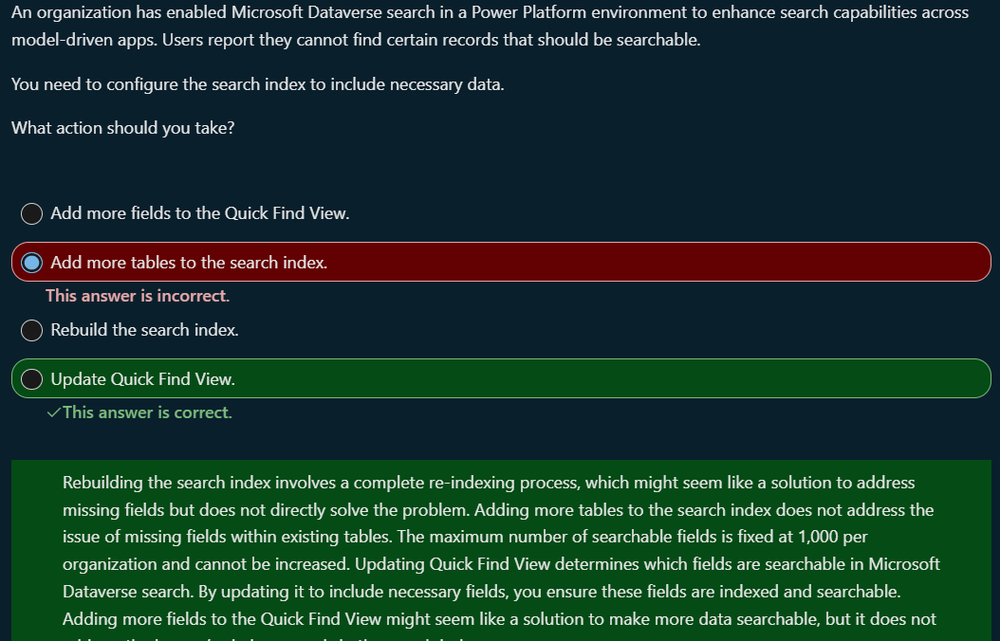 An organization has enabled Microsoft Dataverse search in a Power Platform environment to enhance search capabilities across
model-driven apps. Users report they cannot find certain records that should be searchable.
You need to configure the search index to include necessary data.
What action should you take?
Add more fields to the Quick Find View.
Add more tables to the search index.
This answer is incorrect.
Rebuild the search index.
Update Quick Find View.
This answer is correct.
Rebuilding the search index involves a complete re-indexing process, which might seem like a solution to address
missing fields but does not directly solve the problem. Adding more tables to the search index does not address the
issue of missing fields within existing tables. The maximum number of searchable fields is fixed at 1,000 per
organization and cannot be increased. Updating Quick Find View determines which fields are searchable in Microsoft
Dataverse search. By updating it to include necessary fields, you ensure these fields are indexed and searchable.
Adding more fields to the Quick Find View might seem like a solution to make more data searchable, but it does not